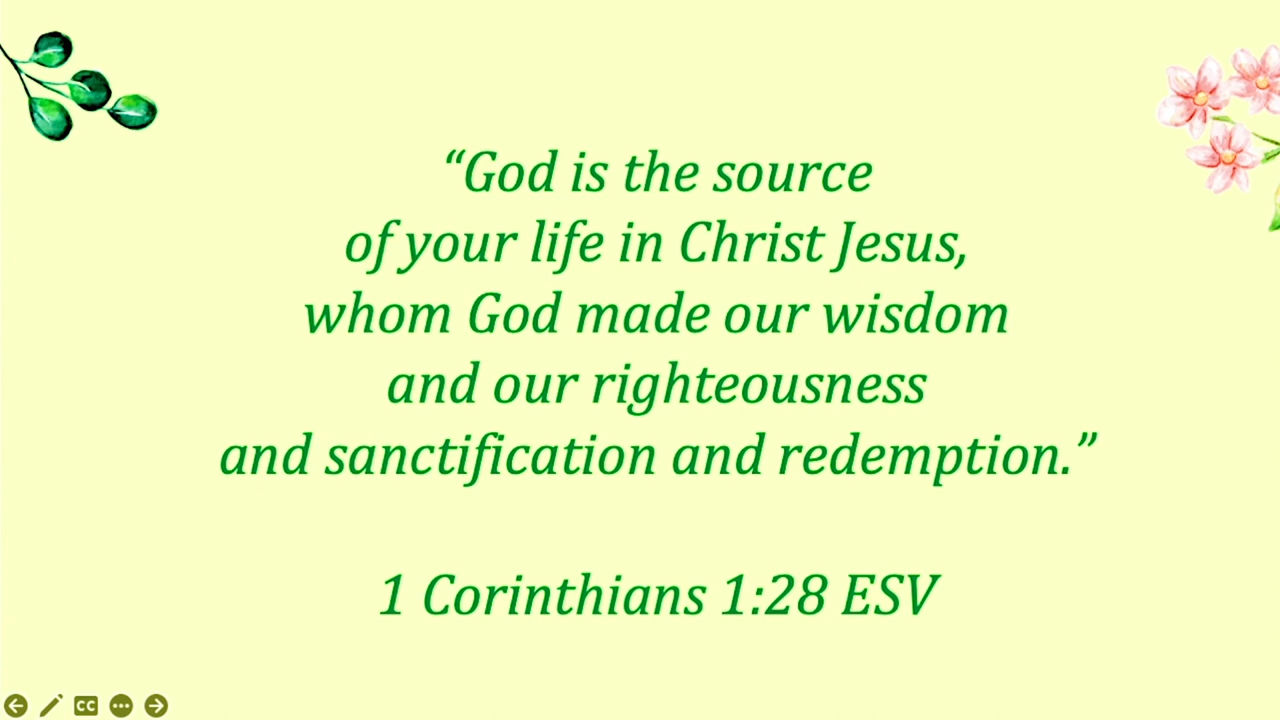 “God is the source
of your life in Christ Jesus,
whom God made our wisdom
and our righteousness
and sanctification and redemption.”
1 Corinthians 1:28 ESV
CC